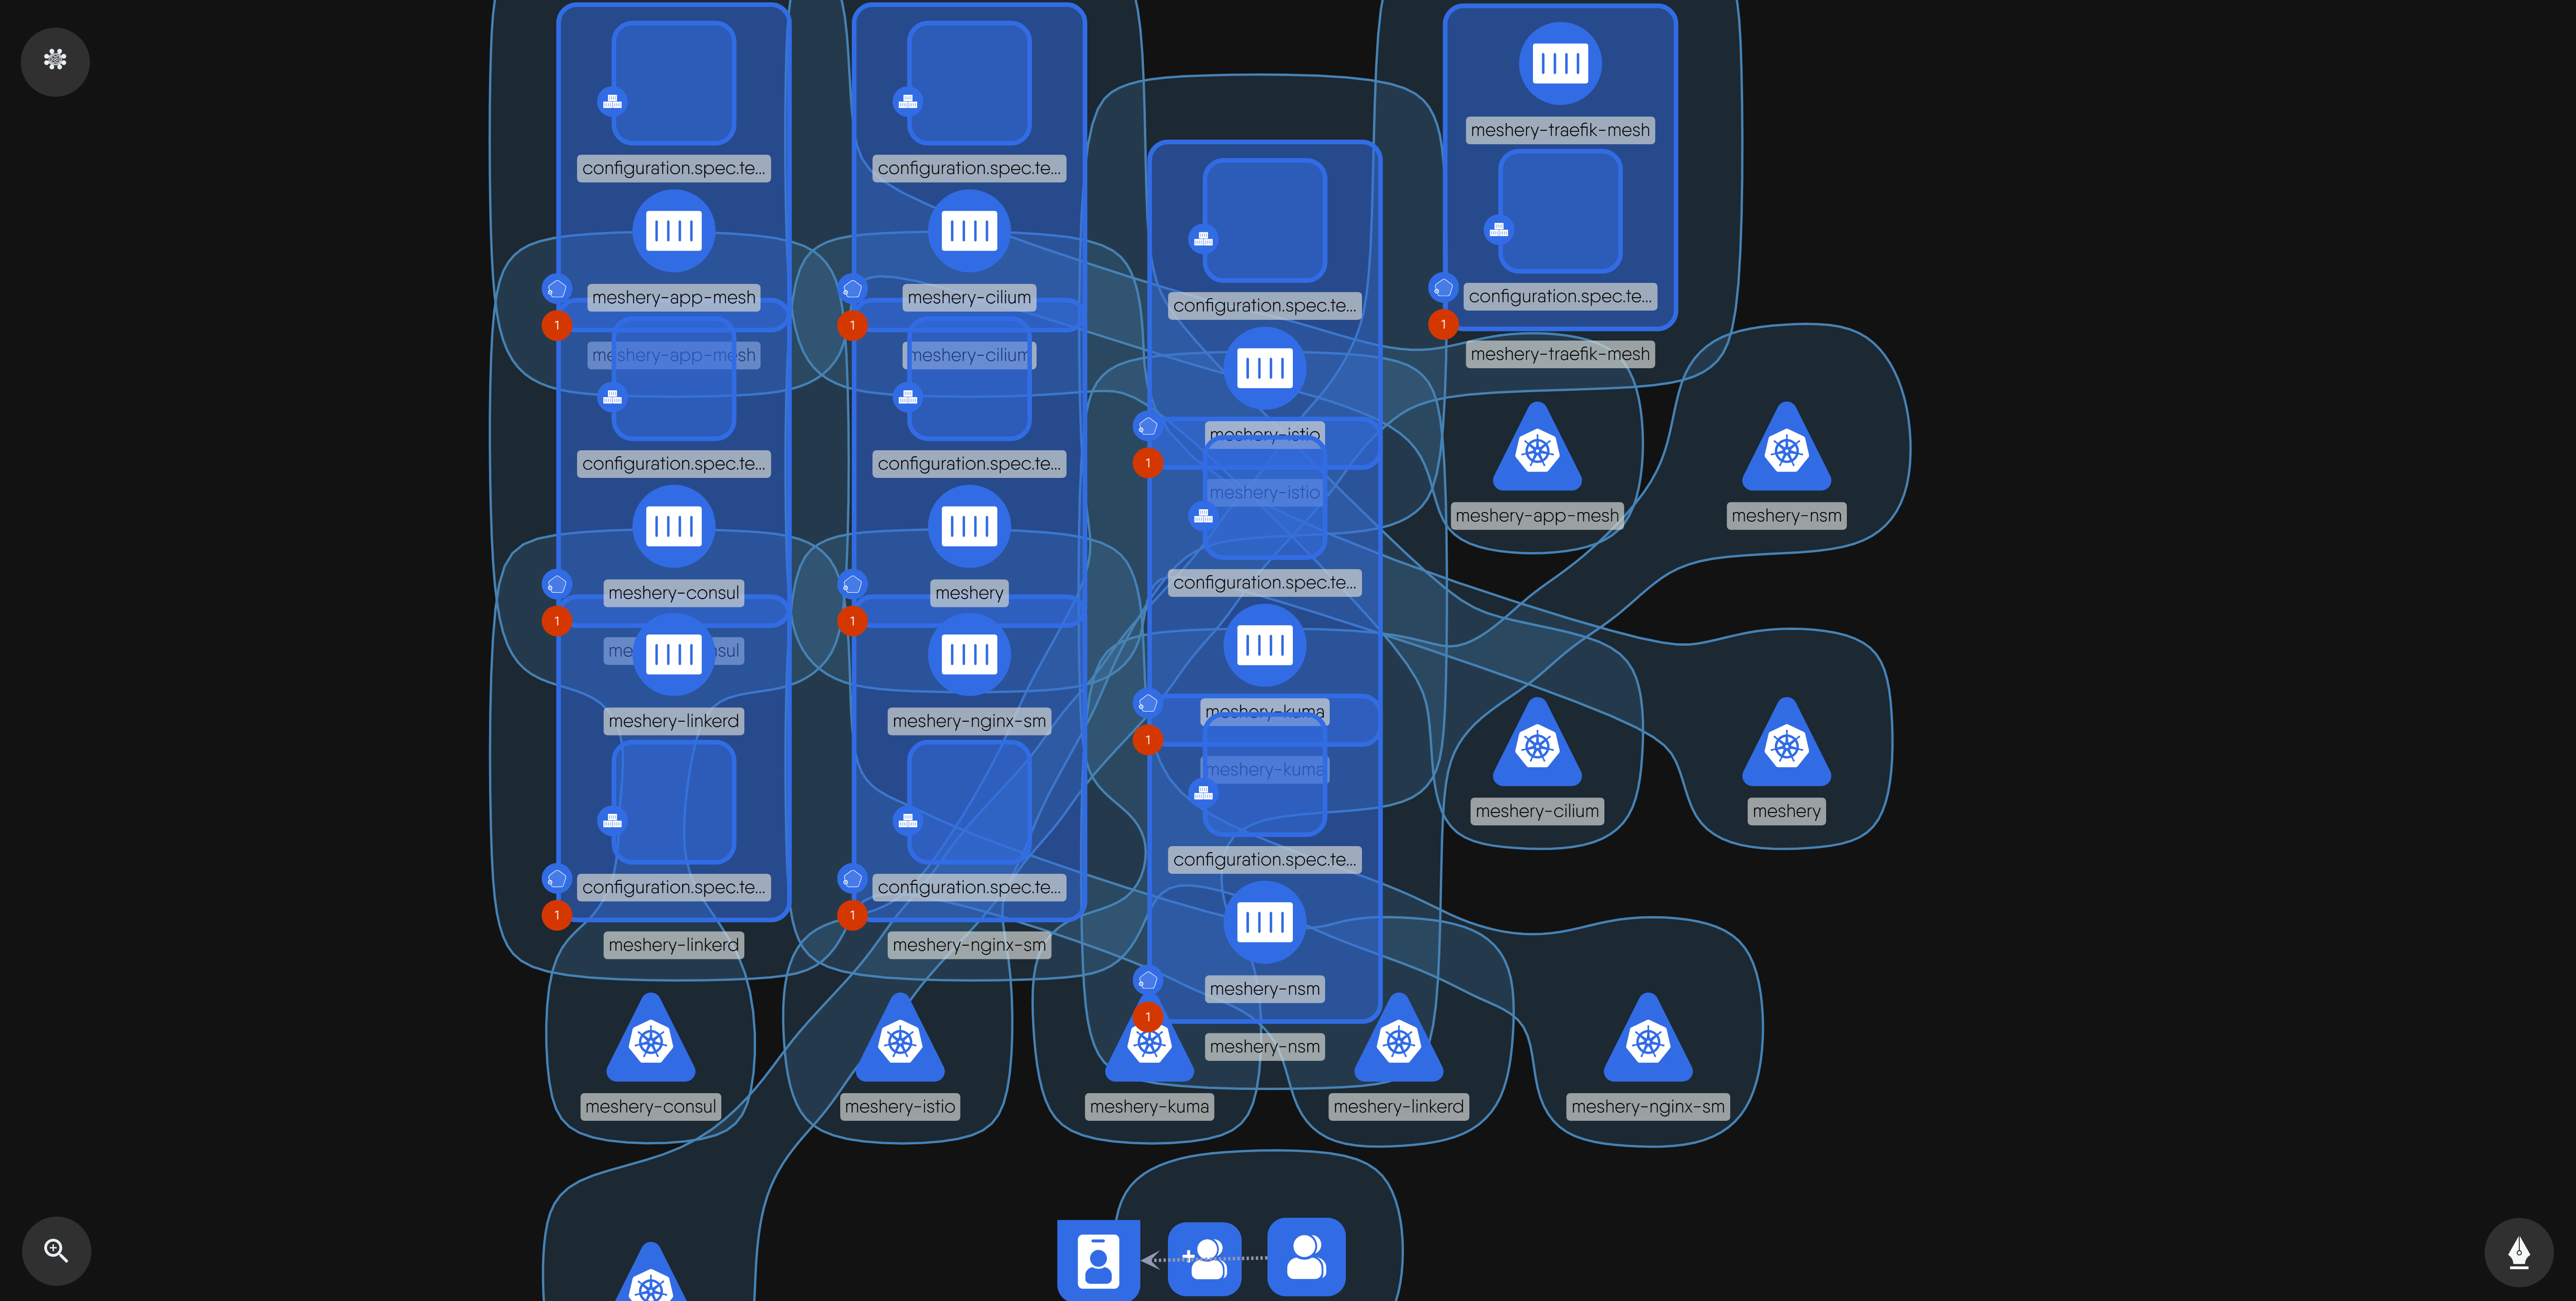 configuration.spec.te...
configuration.spec.te...
meshery-traefik-mesh
meshery-app-mesh
meshery-cilium
configuration.spec.te...
configuration.spec.te...
1
1
1
meshery-app-mesh
meshery-cilium
meshery-traefik-mesh
configuration.spec.te...
configuration.spec.te...
meshery-istio
1
meshery-istio
meshery-app-mesh
meshery-nsm
configuration.spec.te...
meshery-consul
meshery
1
1
meshery-linkerd
meshery-nginx-sm
meshery-kuma
1
meshery-kuma
meshery-cilium
meshery
configuration.spec.te...
configuration.spec.te...
configuration.spec.te...
1
1
meshery-linkerd
meshery-nginx-sm
meshery-nsm
1
meshery-nsm
meshery-consul
meshery-istio
meshery-kuma
meshery-linkerd
meshery-nginx-sm